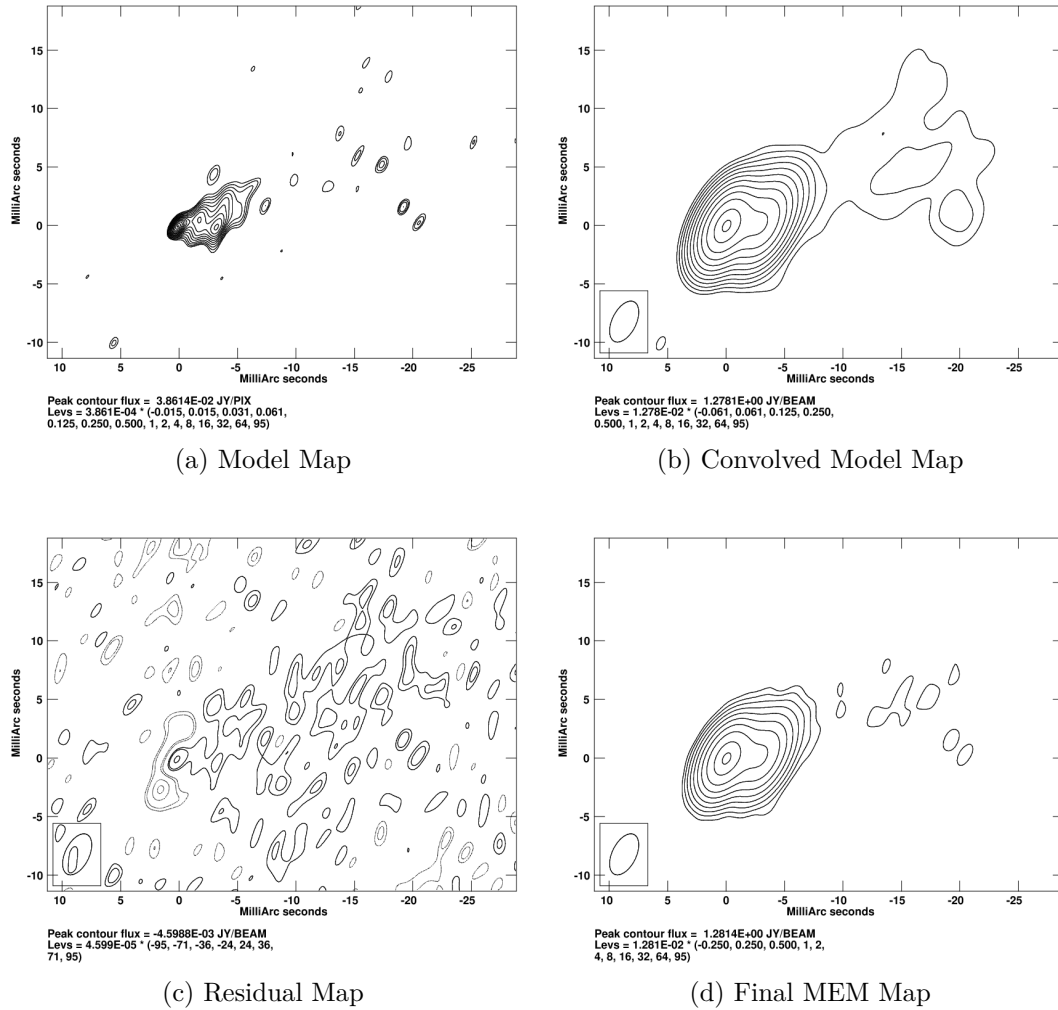 15
10
5
0
-5
-10
MilliArc seconds
10 5 0 -5 -10 -15 -20 -25
MilliArc seconds
Peak contour flux = 3.8614E-02 JY/PIX
Levs = 3.861E-04 * (-0.015, 0.015, 0.031, 0.061,
0.125, 0.250, 0.500, 1, 2, 4, 8, 16, 32, 64, 95)
(a) Model Map
15
10
5
0
-5
-10
MilliArc seconds
10 5 0 -5 -10 -15 -20 -25
MilliArc seconds
Peak contour flux = 1.2781E+00 JY/BEAM
Levs = 1.278E-02 * (-0.061, 0.061, 0.125, 0.250,
0.500, 1, 2, 4, 8, 16, 32, 64, 95)
(b) Convolved Model Map
15
10
5
0
-5
-10
MilliArc seconds
10 5 0 -5 -10 -15 -20 -25
MilliArc seconds
Peak contour flux = -4.5988E-03 JY/BEAM
Levs = 4.599E-05 * (-95, -71, -36, -24, 24, 36,
71, 95)
(c) Residual Map
15
10
5
0
-5
-10
MilliArc seconds
10 5 0 -5 -10 -15 -20 -25
MilliArc seconds
Peak contour flux = 1.2814E+00 JY/BEAM
Levs = 1.281E-02 * (-0.250, 0.250, 0.500, 1, 2,
4, 8, 16, 32, 64, 95)
(d) Final MEM Map